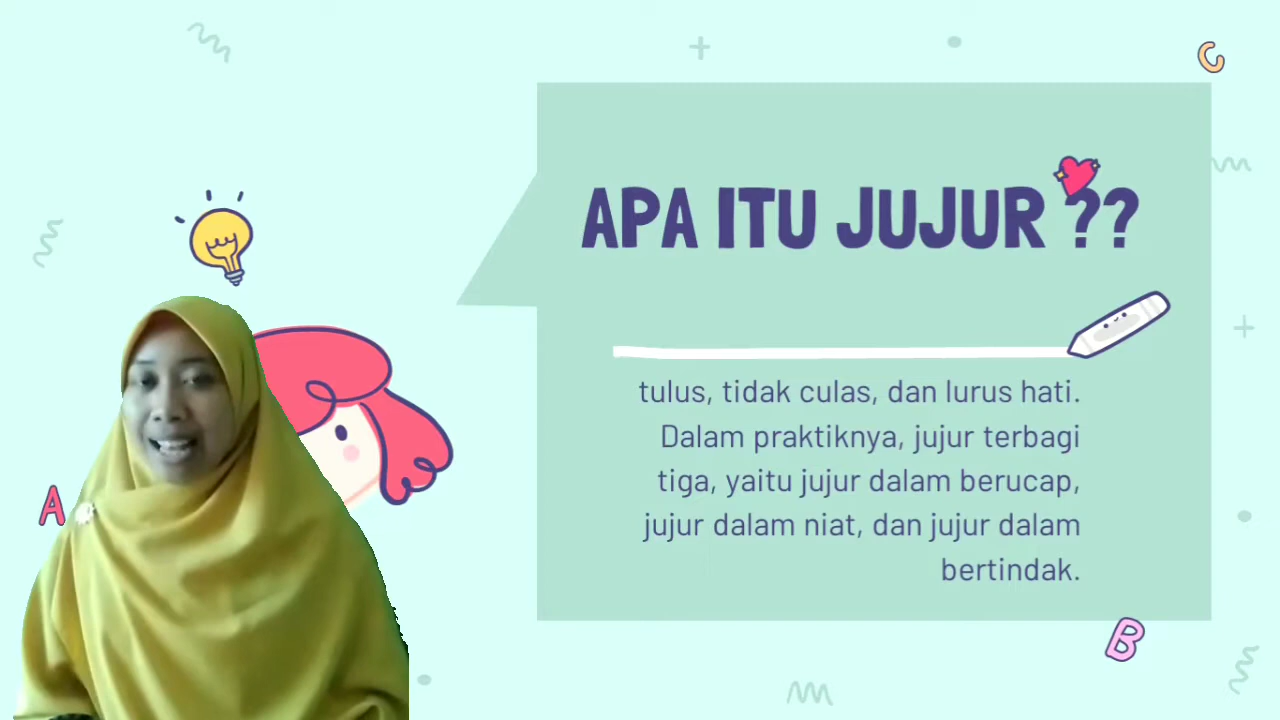 C
APA ITU JUJUR ??
tulus, tidak culas, dan lurus hati.
Dalam praktiknya, jujur terbagi
tiga, yaitu jujur dalam berucap,
jujur dalam niat, dan jujur dalam
bertindak.
A
B